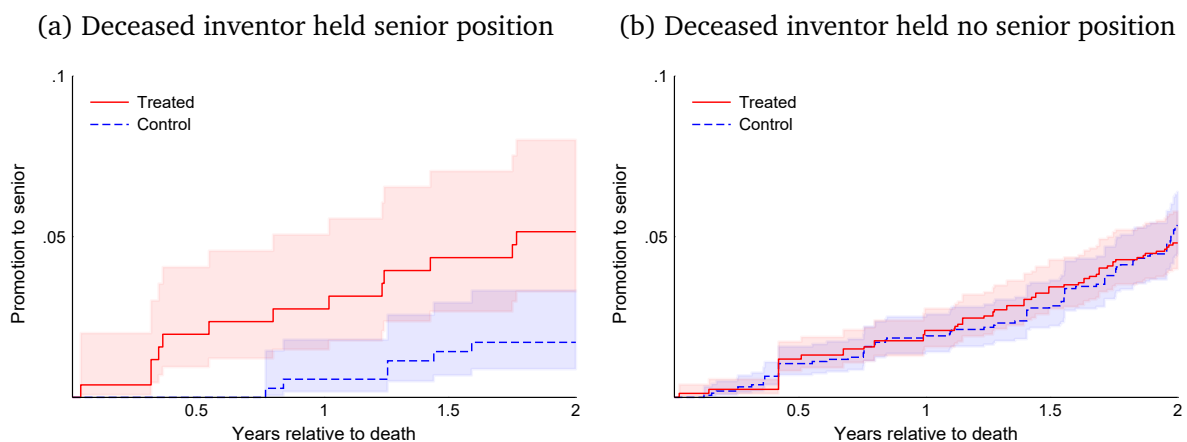 (a) Deceased inventor held senior position
.1
Treated
Control
.05
Promotion to senior
0.5
1
1.5
2
Years relative to death
(b) Deceased inventor held no senior position
.1
Treated
Control
.05
Promotion to senior
0.5
1
1.5
2
Years relative to death